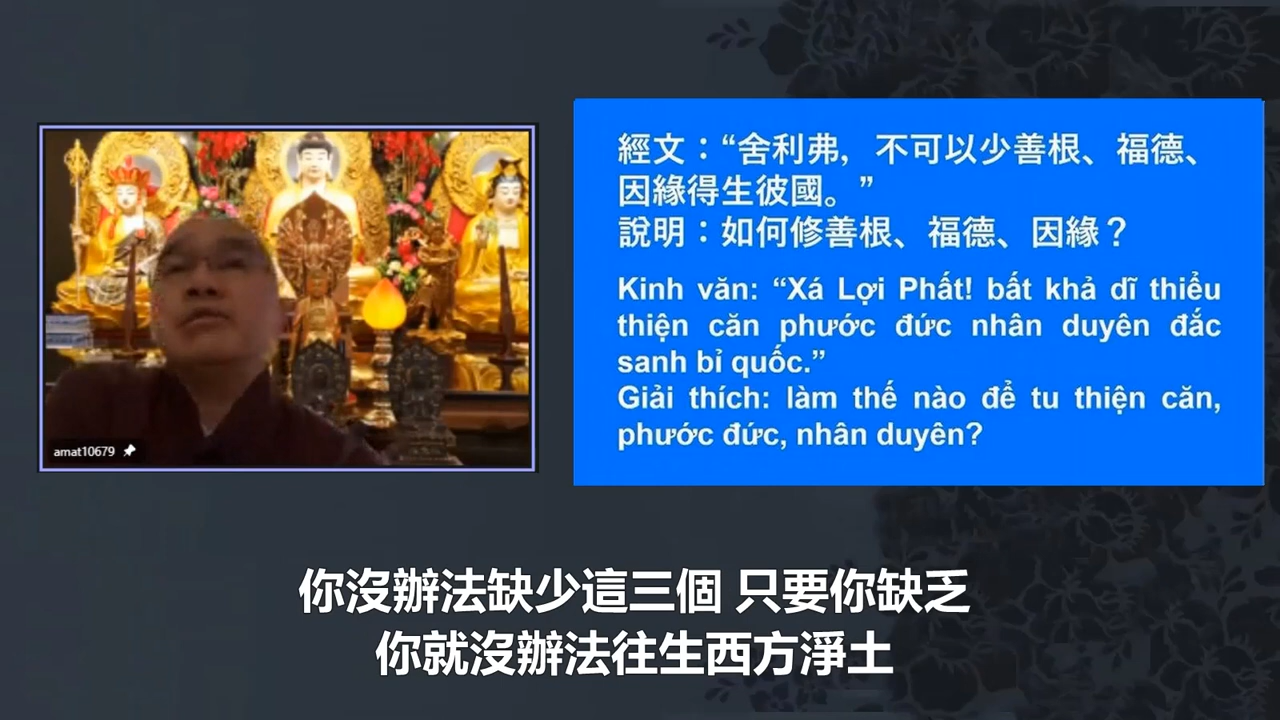 amat10679
經文：“舍利弗，不可以少善根、福德、
因緣得生彼國。”
說明：如何修善根、福德、因緣？
Kinh văn: “Xá Lợi Phất! bất khả dĩ thiểu
thiện căn phước đức nhân duyên đắc
sanh bỉ quốc.”
Giải thích: làm thế nào để tu thiện căn,
phước đức, nhân duyên?
你沒辦法缺少這三個 只要你缺乏
你就沒辦法往生西方淨土